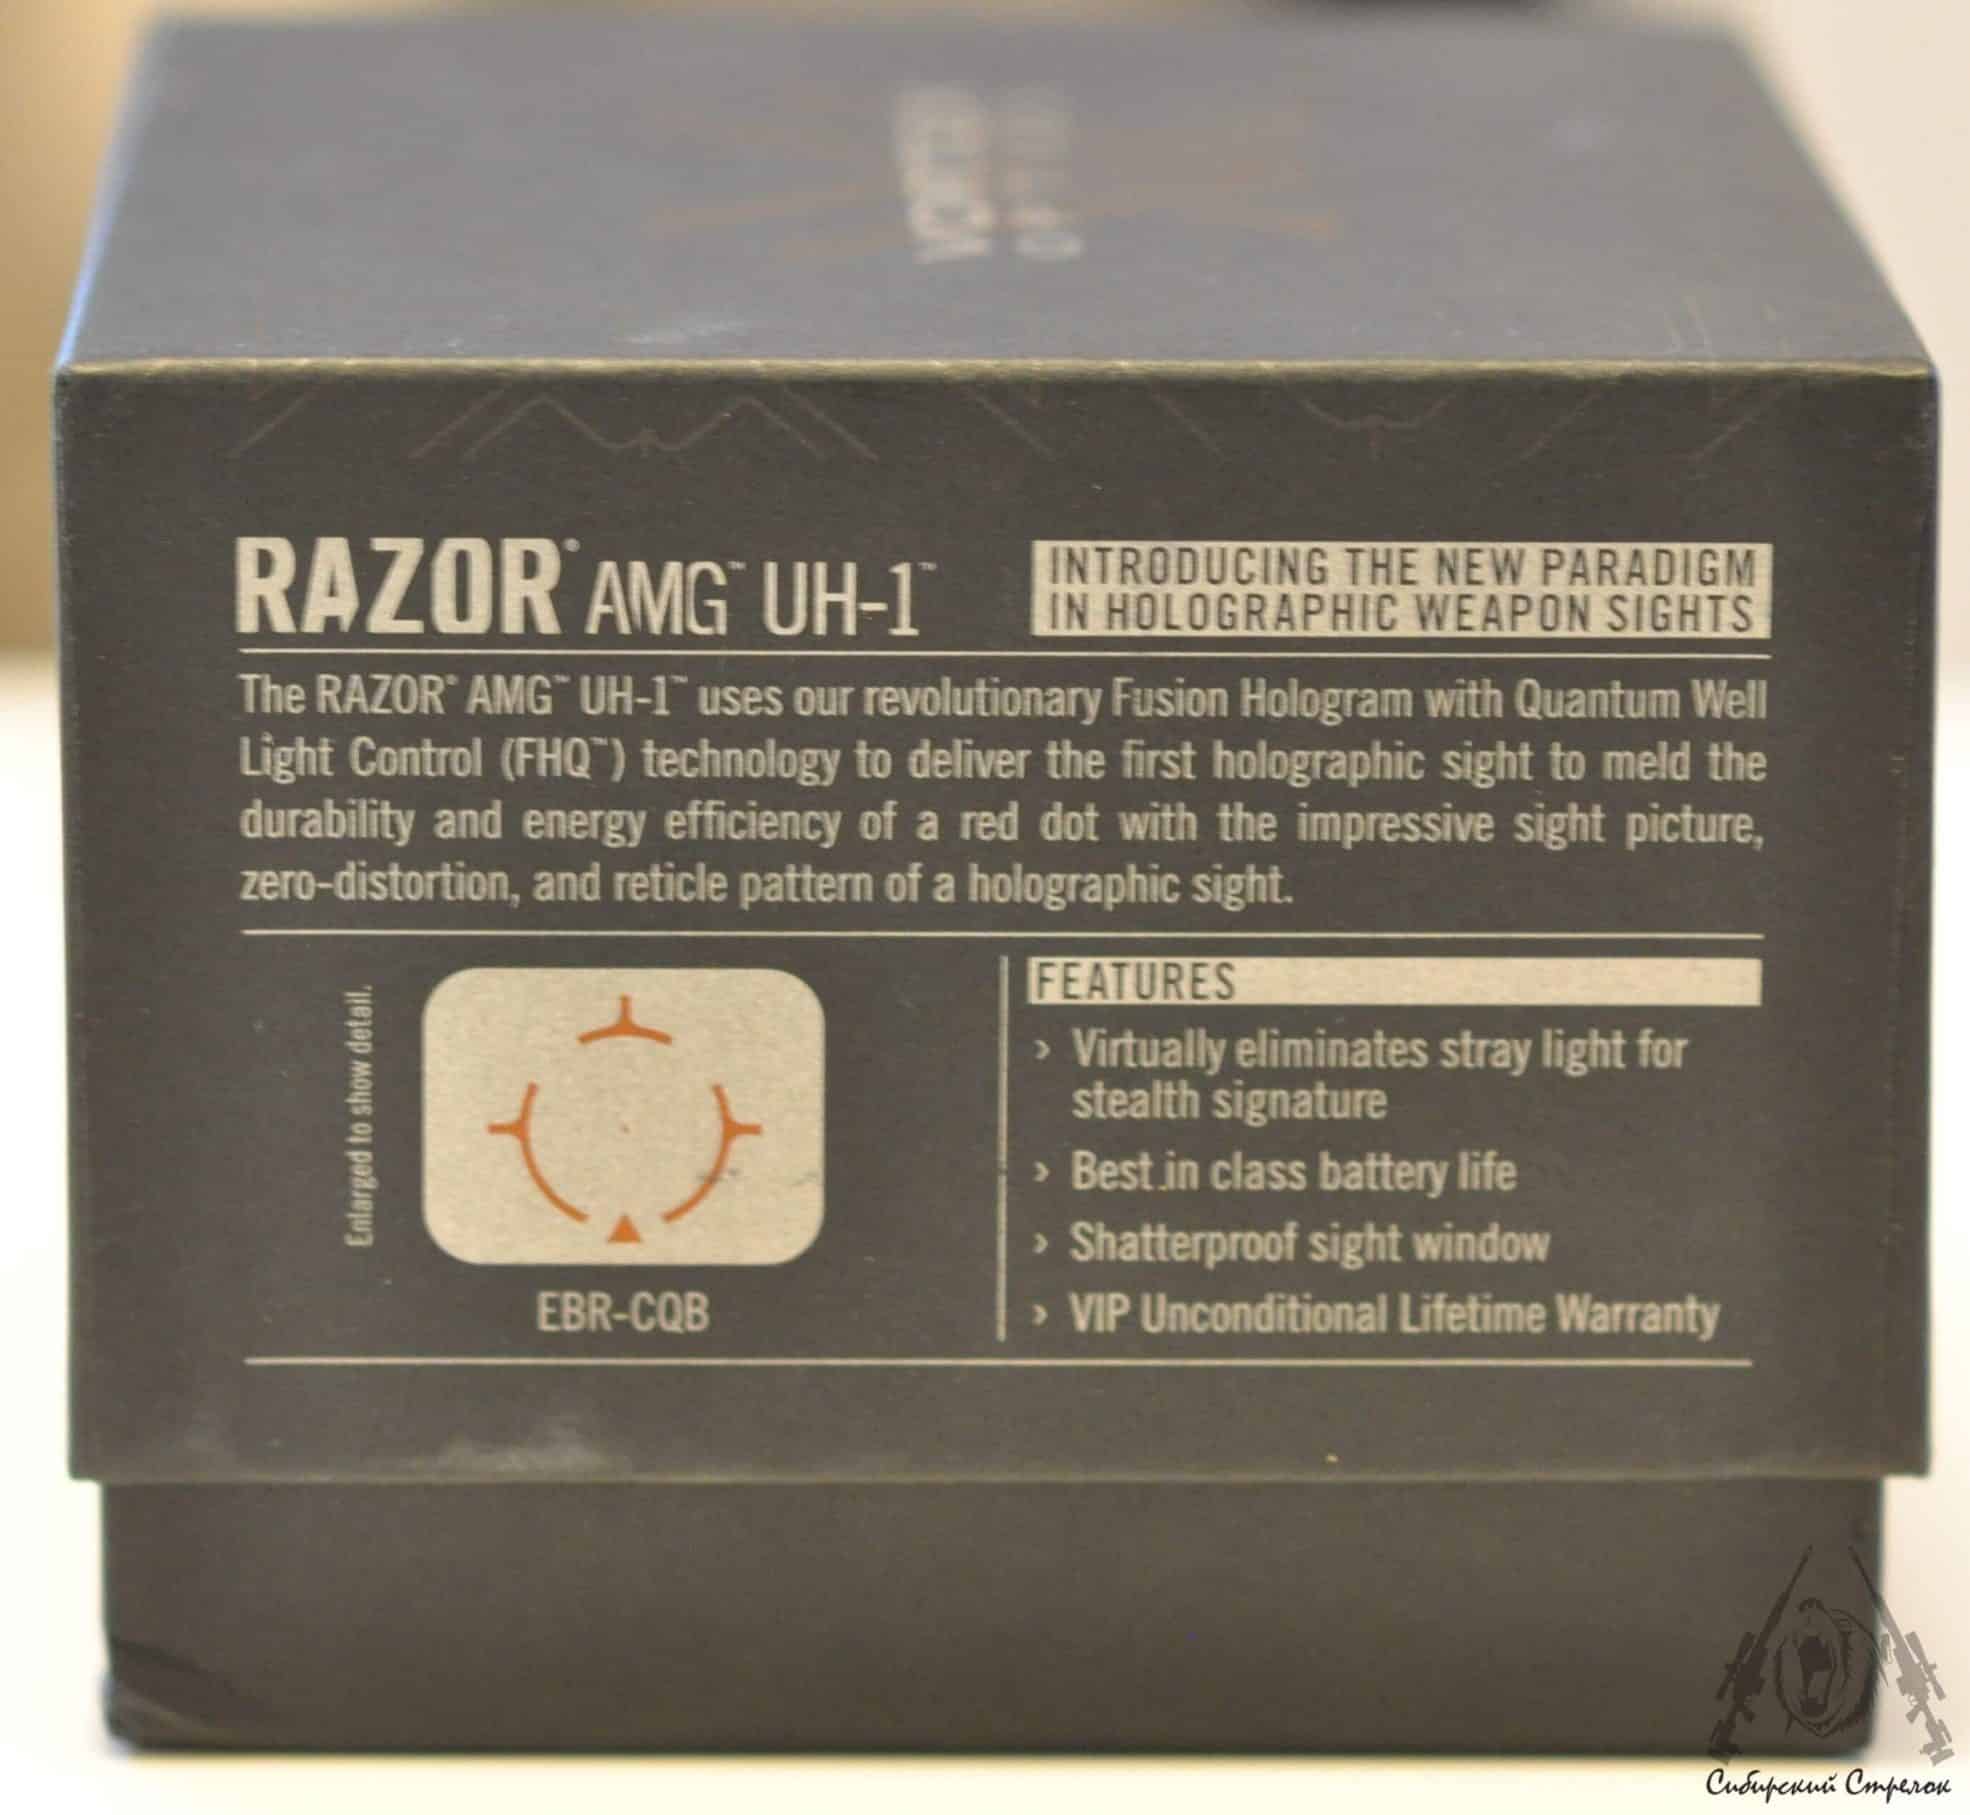 VORTEX
RAZOR® AMG™ UH-1™
INTRODUCING THE NEW PARADIGM
IN HOLOGRAPHIC WEAPON SIGHTS
The RAZOR® AMG™ UH-1™ uses our revolutionary Fusion Hologram with Quantum Well
Light Control (FHQ™) technology to deliver the first holographic sight to meld the
durability and energy efficiency of a red dot with the impressive sight picture,
zero-distortion, and reticle pattern of a holographic sight.
Enlarged to show detail.
EBR-CQB
FEATURES
› Virtually eliminates stray light for
stealth signature
› Best in class battery life
› Shatterproof sight window
› VIP Unconditional Lifetime Warranty
Сибирский Стрелок